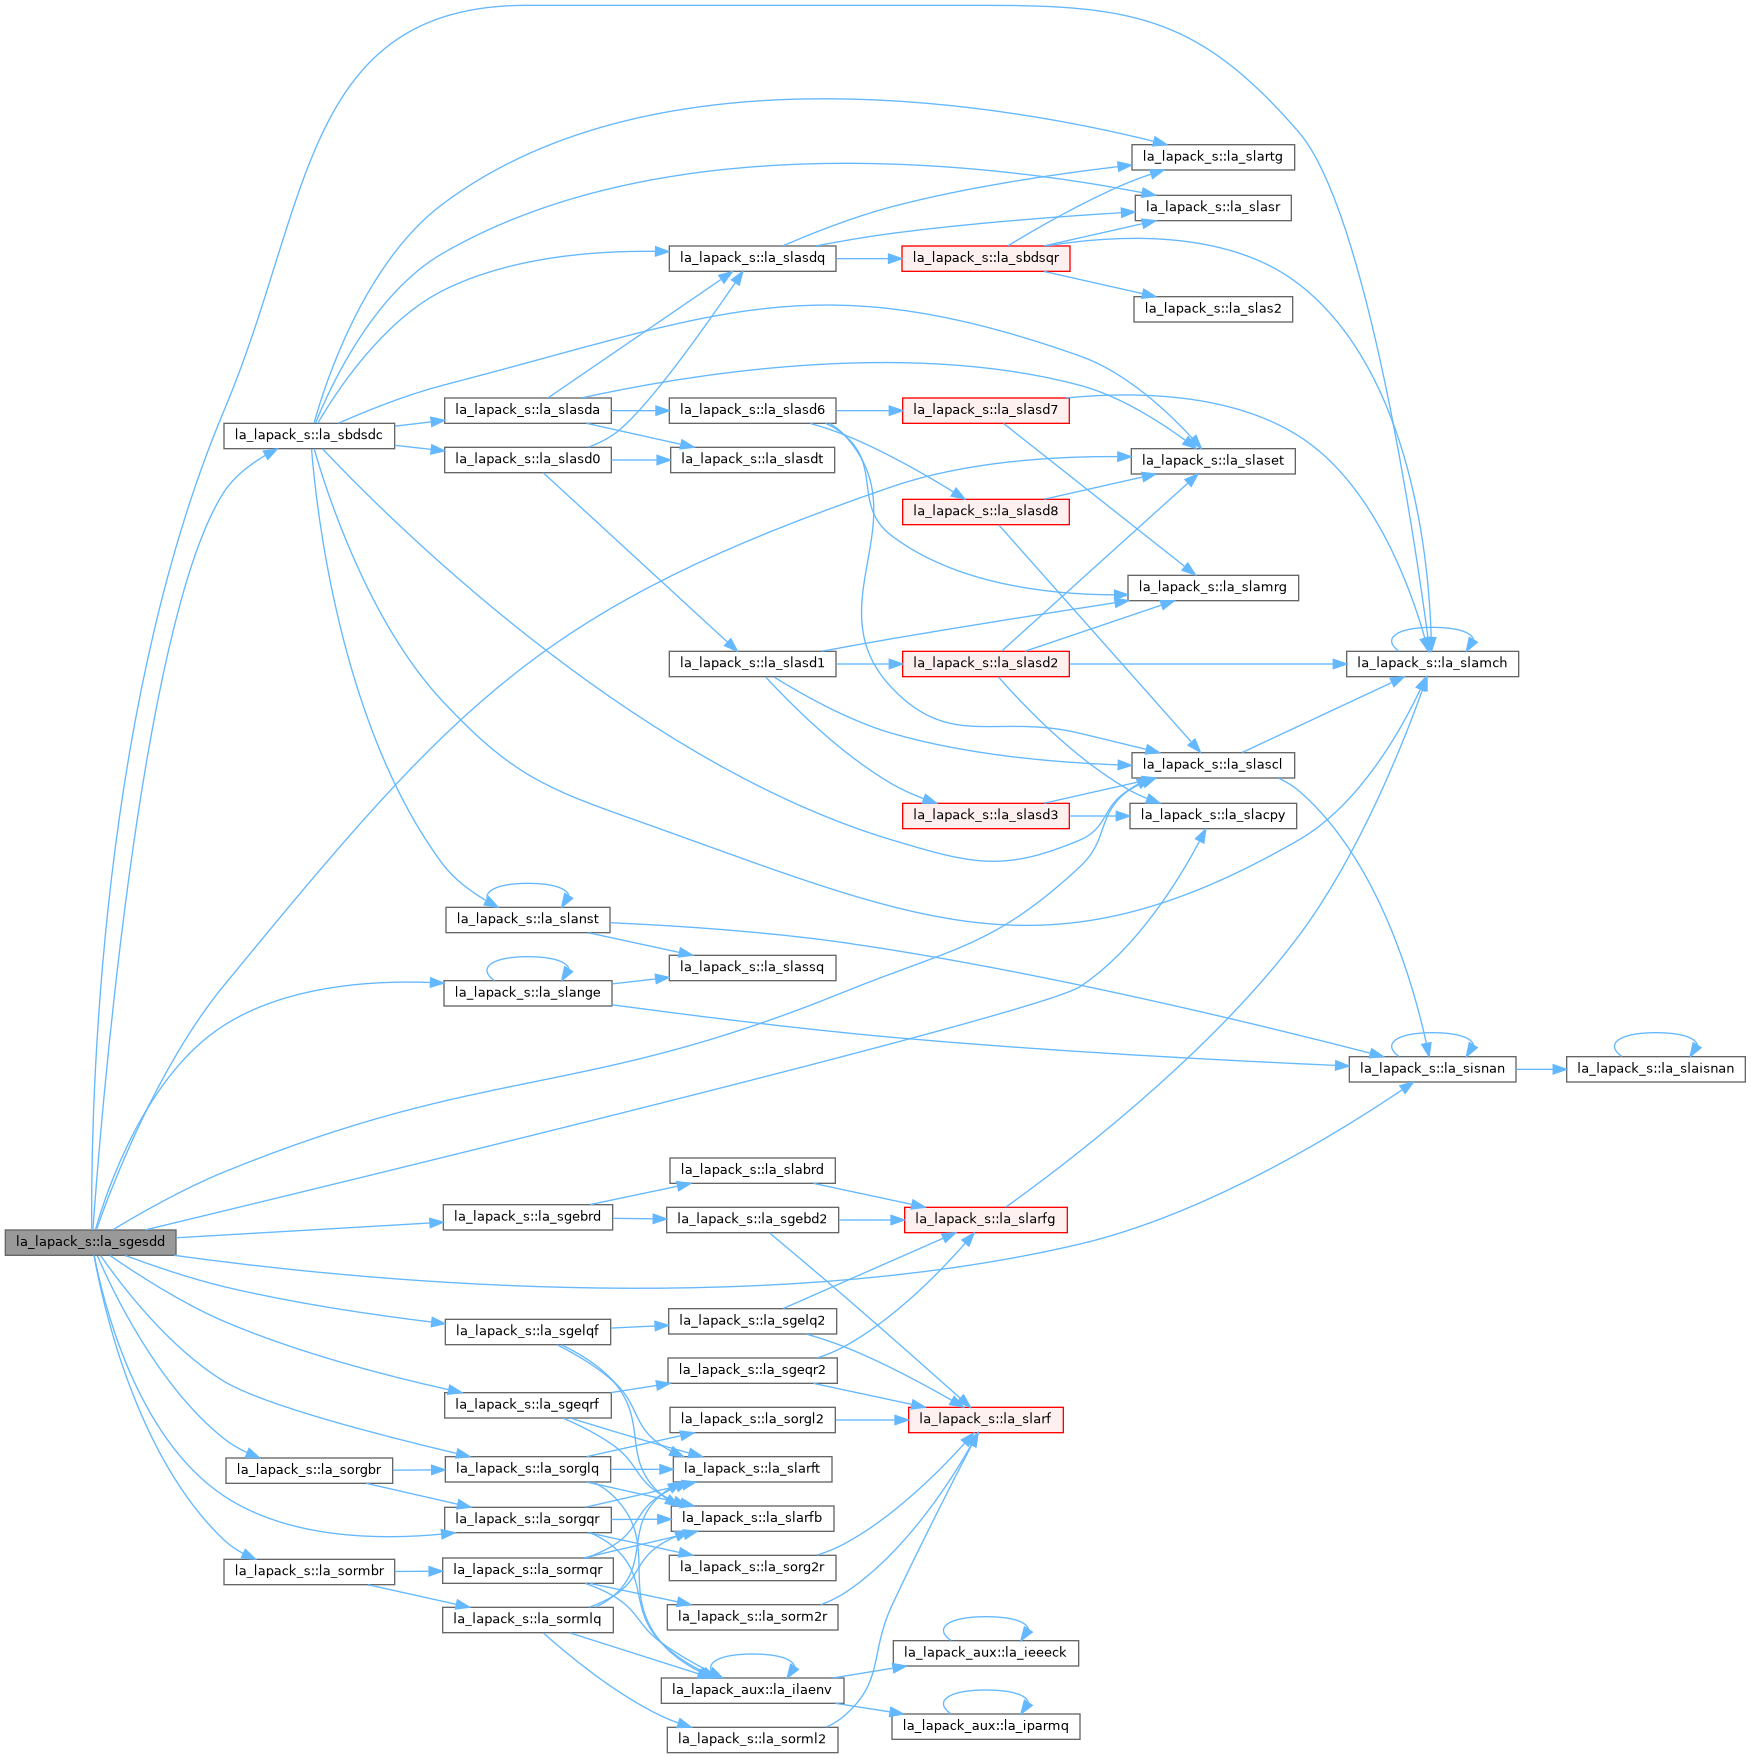 la_lapack_s::la_slartg
la_lapack_s::la_slasr
la_lapack_s::la_slasdq
la_lapack_s::la_sbdsqr
la_lapack_s::la_slas2
la_lapack_s::la_slasda
la_lapack_s::la_slasd6
la_lapack_s::la_slasd7
la_lapack_s::la_sbdsdc
la_lapack_s::la_slasd0
la_lapack_s::la_slasdt
la_lapack_s::la_slaset
la_lapack_s::la_slasd8
la_lapack_s::la_slamrg
la_lapack_s::la_slasd1
la_lapack_s::la_slasd2
la_lapack_s::la_slamch
la_lapack_s::la_slascl
la_lapack_s::la_slasd3
la_lapack_s::la_slacpy
la_lapack_s::la_slanst
la_lapack_s::la_slassq
la_lapack_s::la_slange
la_lapack_s::la_sisnan
la_lapack_s::la_slaisnan
la_lapack_s::la_slabrd
la_lapack_s::la_sgebrd
la_lapack_s::la_sgebd2
la_lapack_s::la_slarfg
la_lapack_s::la_sgesdd
la_lapack_s::la_sgelqf
la_lapack_s::la_sgelq2
la_lapack_s::la_sgeqr2
la_lapack_s::la_sgeqrf
la_lapack_s::la_sorgl2
la_lapack_s::la_slarf
la_lapack_s::la_sorgbr
la_lapack_s::la_sorglq
la_lapack_s::la_slarft
la_lapack_s::la_sorgqr
la_lapack_s::la_slarfb
la_lapack_s::la_sormbr
la_lapack_s::la_sormqr
la_lapack_s::la_sorg2r
la_lapack_s::la_sormlq
la_lapack_s::la_sorm2r
la_lapack_aux::la_ieeeck
la_lapack_aux::la_ilaenv
la_lapack_aux::la_iparmq
la_lapack_s::la_sorml2